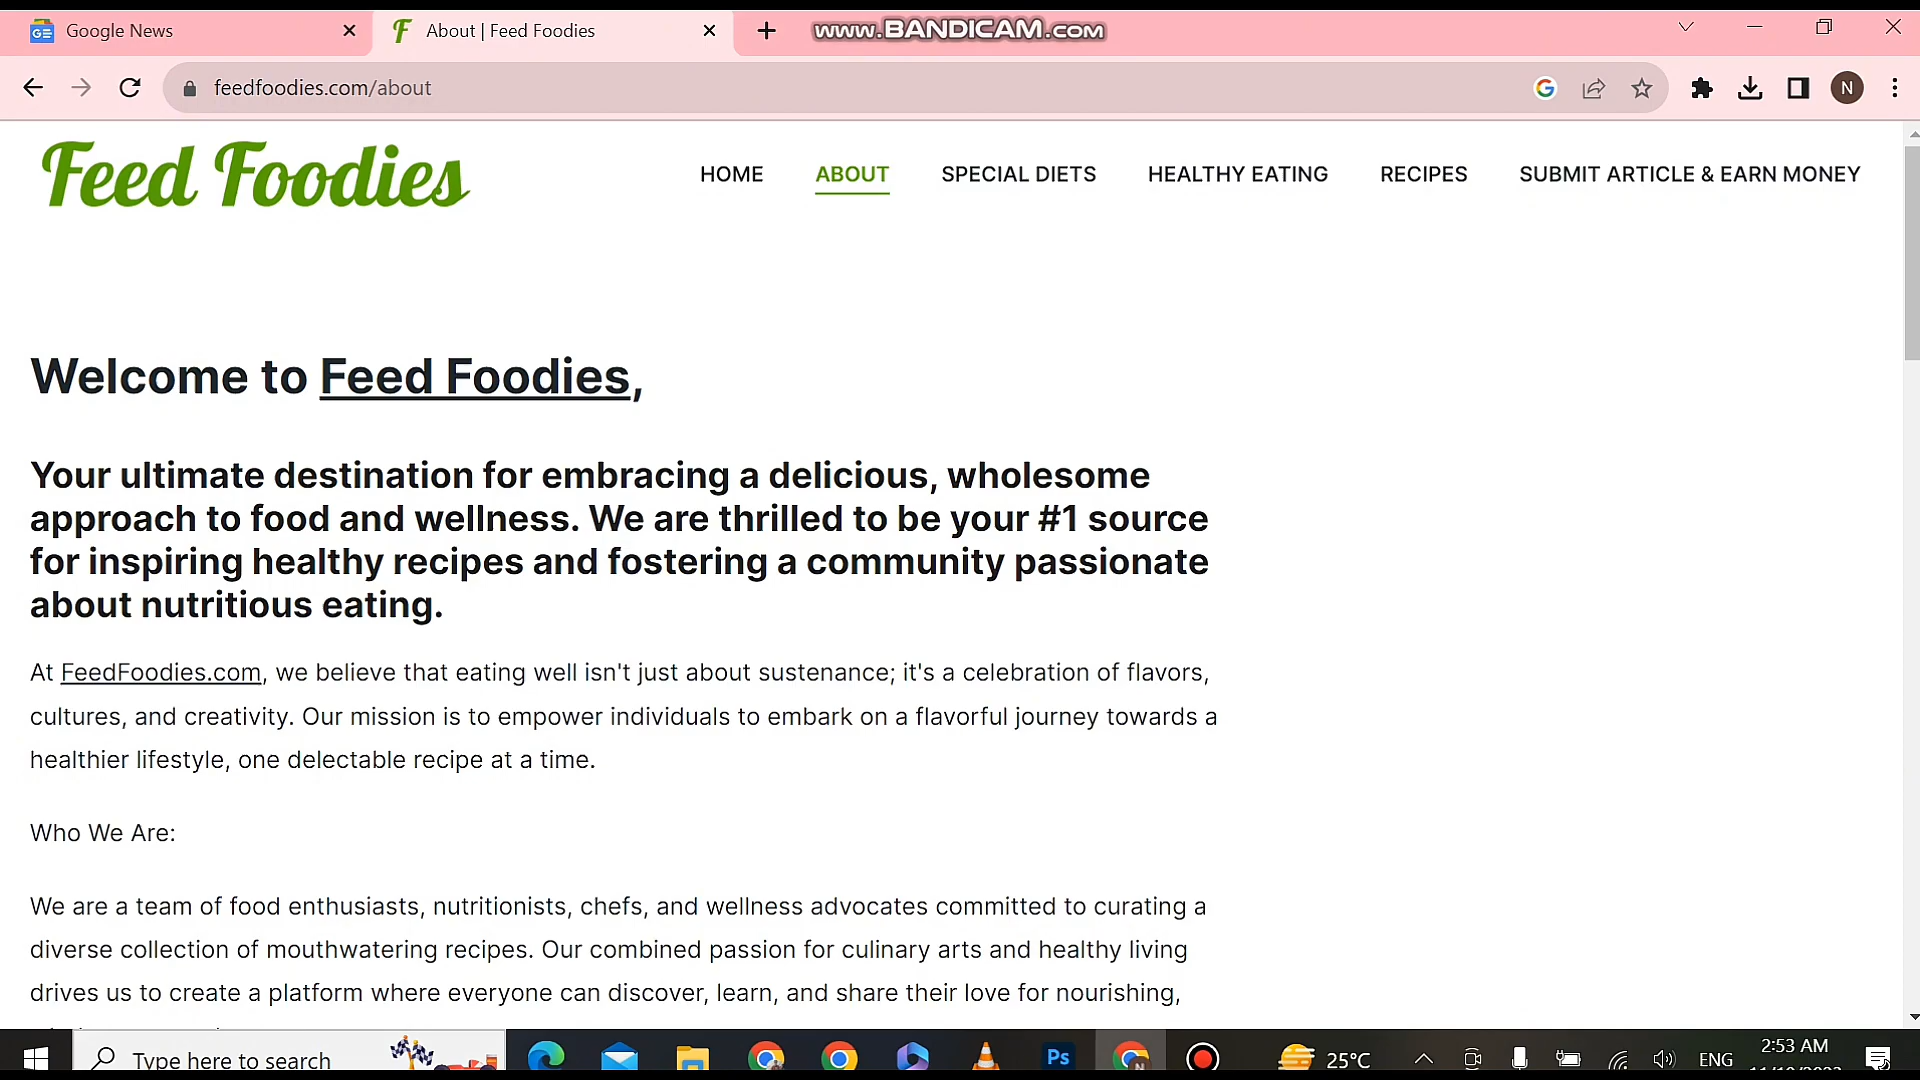 Google News
About | Feed Foodies
www.BANDICAM.com
feedfoodies.com/about
N
Feed Foodies
HOME
ABOUT
SPECIAL DIETS
HEALTHY EATING
RECIPES
SUBMIT ARTICLE & EARN MONEY
Welcome to Feed Foodies,
Your ultimate destination for embracing a delicious, wholesome
approach to food and wellness. We are thrilled to be your #1 source
for inspiring healthy recipes and fostering a community passionate
about nutritious eating.
At FeedFoodies.com, we believe that eating well isn't just about sustenance; it's a celebration of flavors,
cultures, and creativity. Our mission is to empower individuals to embark on a flavorful journey towards a
healthier lifestyle, one delectable recipe at a time.
Who We Are:
We are a team of food enthusiasts, nutritionists, chefs, and wellness advocates committed to curating a
diverse collection of mouthwatering recipes. Our combined passion for culinary arts and healthy living
drives us to create a platform where everyone can discover, learn, and share their love for nourishing,
Type here to search
Ps
25°C
ENG
2:53 AM